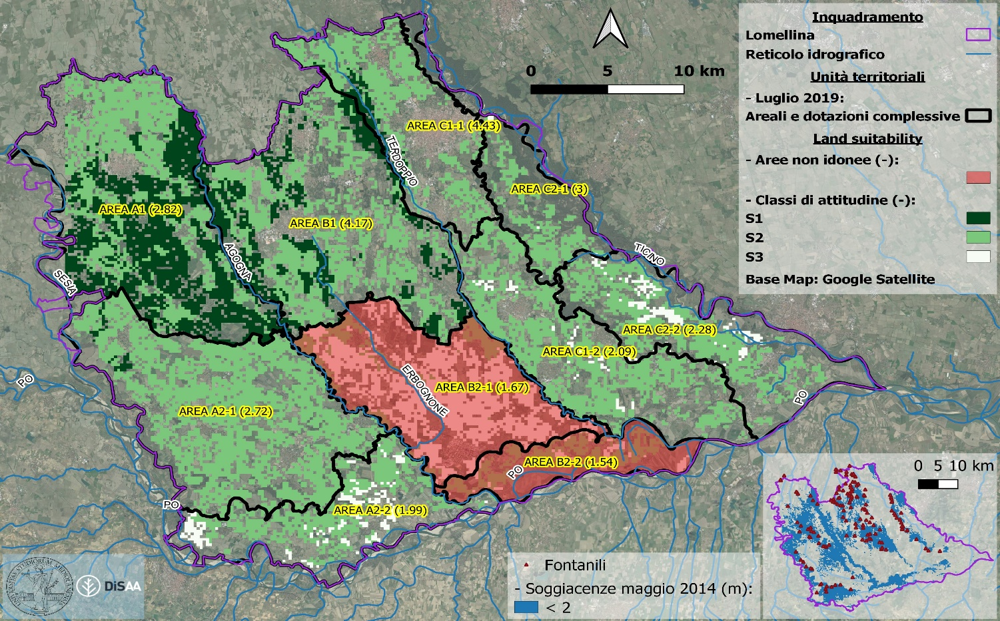 0 5 10 km
Inquadramento
Lomellina
Reticolo idrografico
Unità territoriali
- Luglio 2019:
Areali e dotazioni complessive
Land suitability
- Aree non idonee (-):
- Classi di attitudine (-):
S1
S2
S3
Base Map: Google Satellite
AREA C1-1 (4.43)
TERDOPPIO
AREA C2-1 (3)
AREA A1 (2.82)
AREA B1 (4.17)
AGOGNA
TICINO
SESIA
AREA C2-2 (2.28)
AREA C1-2 (2.09)
PO
ERBOGNONE
AREA B2-1 (1.67)
PO
AREA A2-1 (2.72)
AREA B2-2 (1.54)
PO
PO
AREA A2-2 (1.99)
0 5 10 km
DiSAA
Fontanili
- Soggiacenze maggio 2014 (m):
< 2